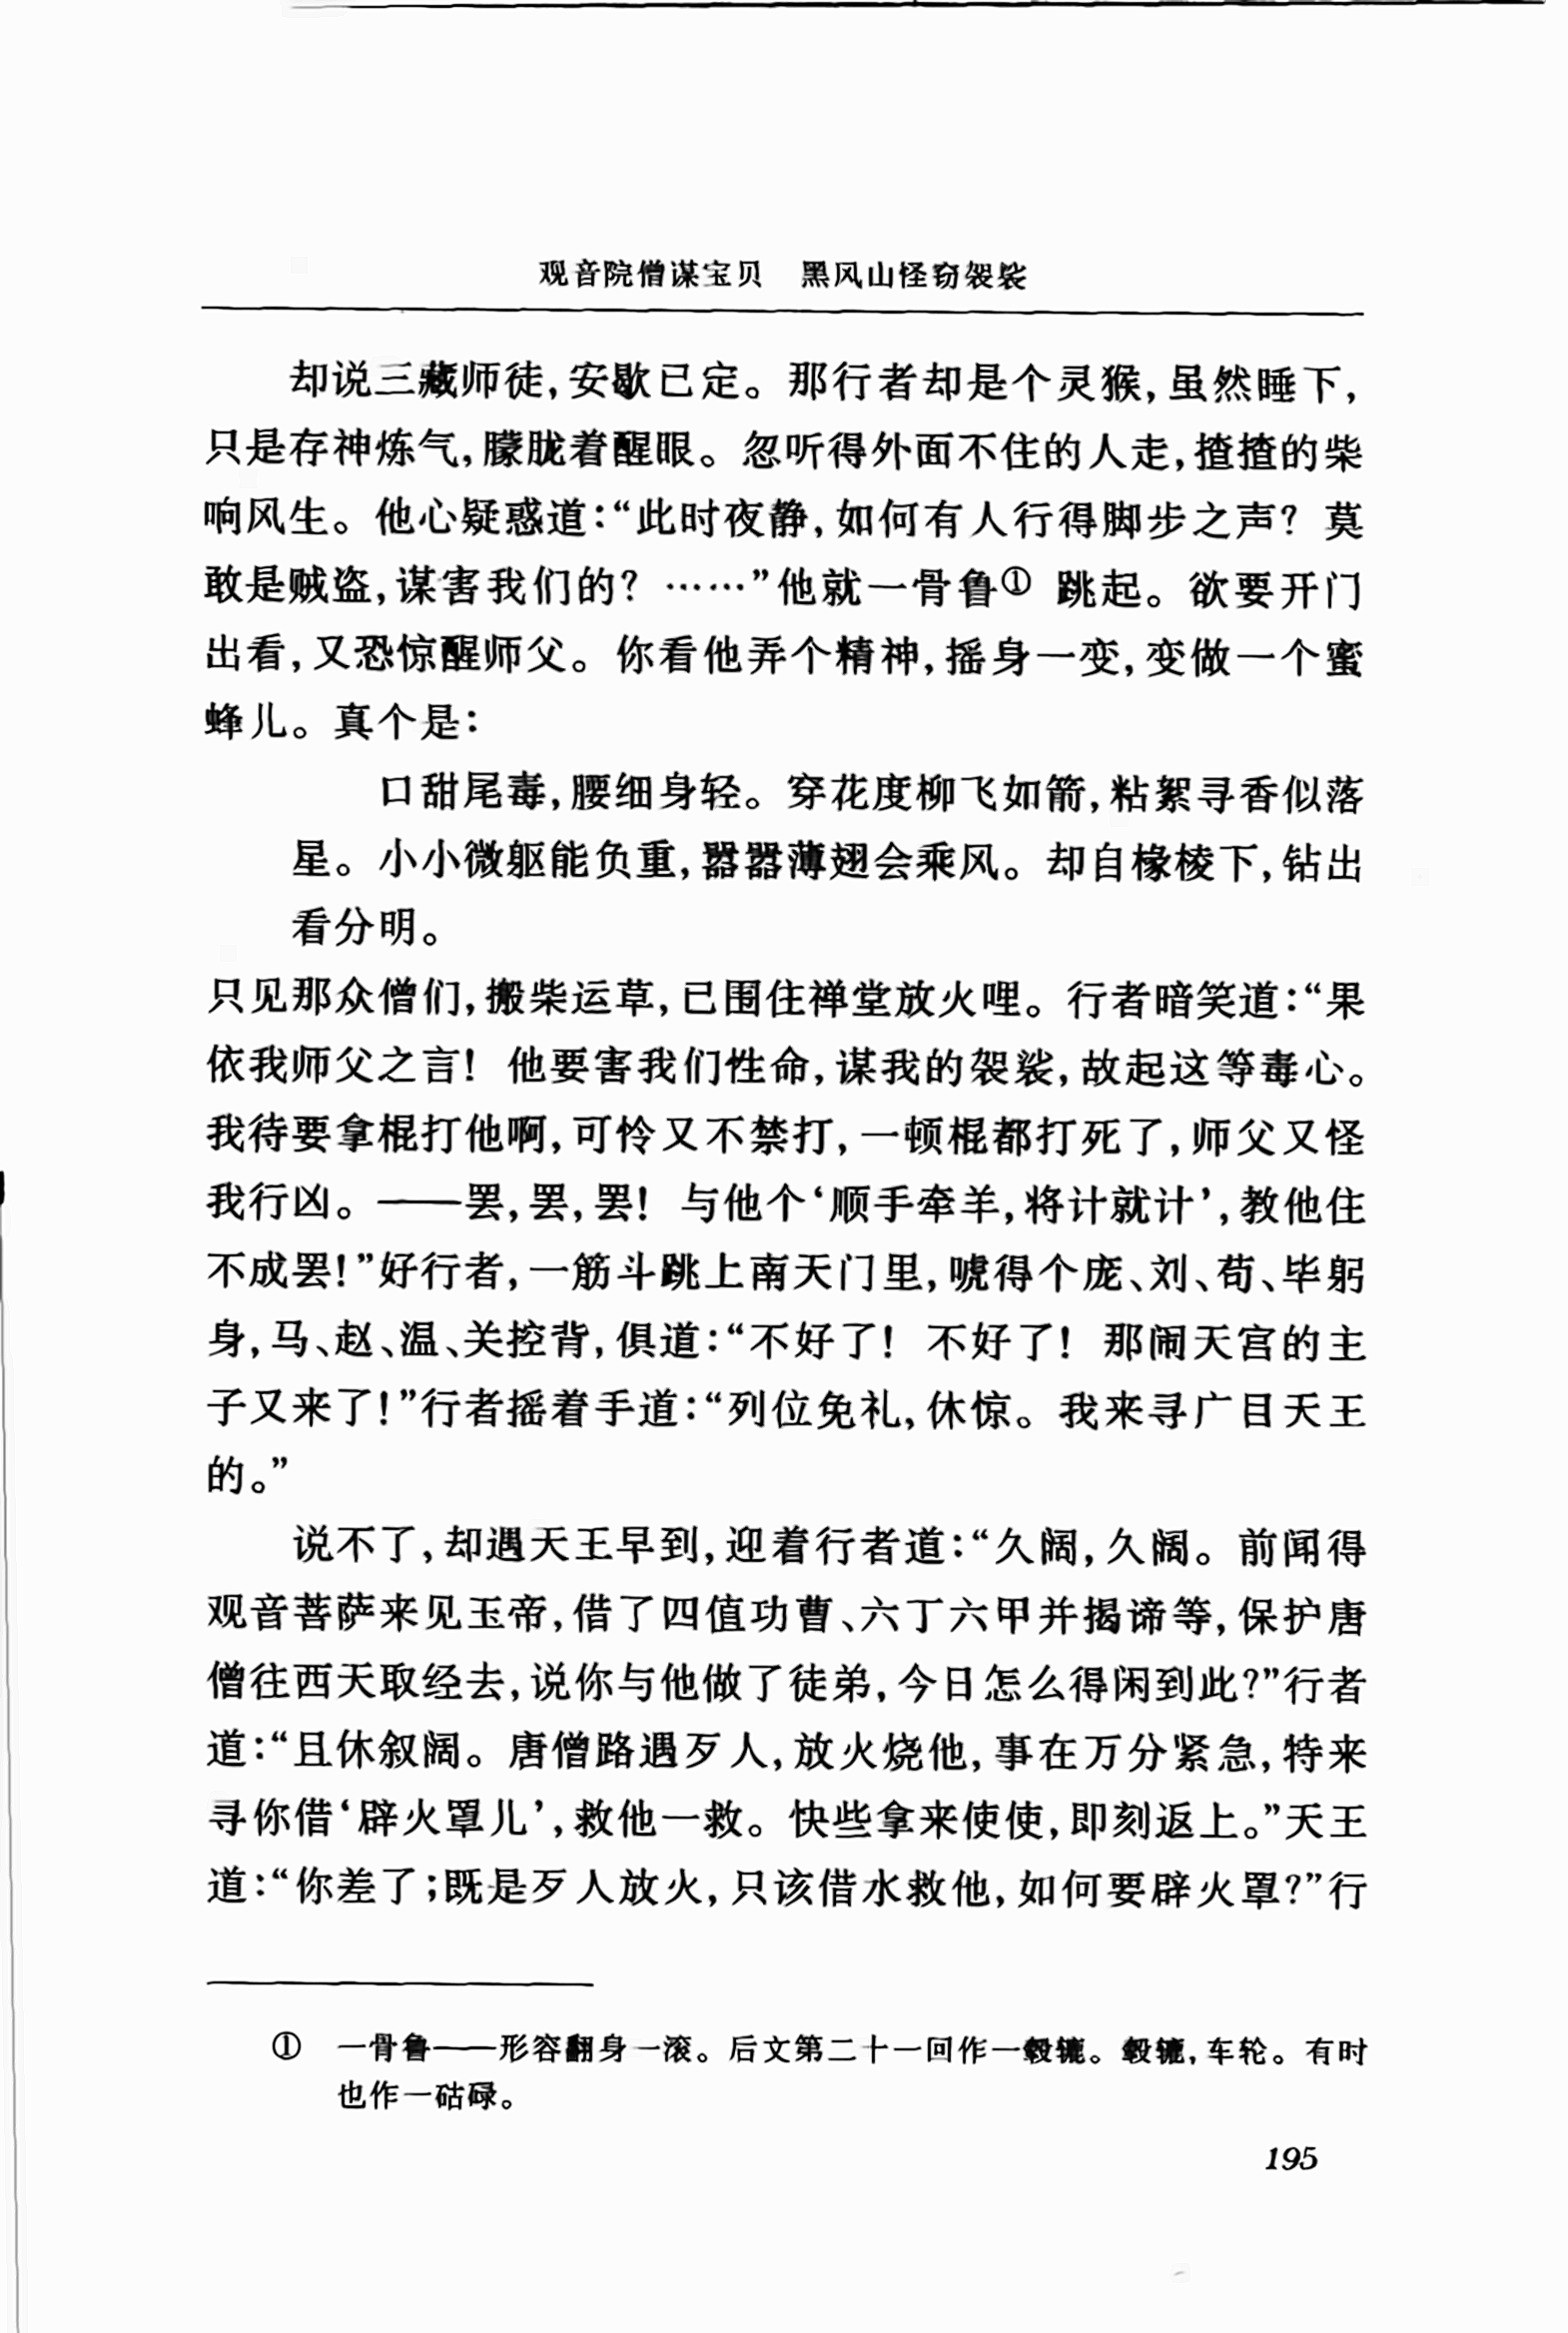 观音院僧谋宝贝　黑风山怪窃袈裟
却说三藏师徒,安歇已定。那行者却是个灵猴,虽然睡下,
只是存神炼气,朦胧着醒眼。忽听得外面不住的人走,揸揸的柴
响风生。他心疑惑道:“此时夜静,如何有人行得脚步之声? 莫
敢是贼盗,谋害我们的? ……”他就一骨鲁① 跳起。欲要开门
出看,又恐惊醒师父。你看他弄个精神,摇身一变,变做一个蜜
蜂儿。真个是:
口甜尾毒,腰细身轻。穿花度柳飞如箭,粘絮寻香似落
星。小小微躯能负重,嚣嚣薄翅会乘风。却自椽棱下,钻出
看分明。
只见那众僧们,搬柴运草,已围住禅堂放火哩。行者暗笑道:“果
依我师父之言! 他要害我们性命,谋我的袈裟,故起这等毒心。
我待要拿棍打他啊,可怜又不禁打,一顿棍都打死了,师父又怪
我行凶。——罢,罢,罢! 与他个‘顺手牵羊,将计就计’,教他住
不成罢!”好行者,一筋斗跳上南天门里,唬得个庞、刘、苟、毕躬
身,马、赵、温、关控背,俱道:“不好了! 不好了! 那闹天宫的主
子又来了!”行者摇着手道:“列位免礼,休惊。我来寻广目天王
的。”
说不了,却遇天王早到,迎着行者道:“久阔,久阔。前闻得
观音菩萨来见玉帝,借了四值功曹、六丁六甲并揭谛等,保护唐
僧往西天取经去,说你与他做了徒弟,今日怎么得闲到此?”行者
道:“且休叙阔。唐僧路遇歹人,放火烧他,事在万分紧急,特来
寻你借‘辟火罩儿’,救他一救。快些拿来使使,即刻返上。”天王
道:“你差了;既是歹人放火,只该借水救他,如何要辟火罩?”行
① 一骨鲁——形容翻身一滚。后文第二十一回作一毂辘。毂辘,车轮。有时
也作一砧碌。
195